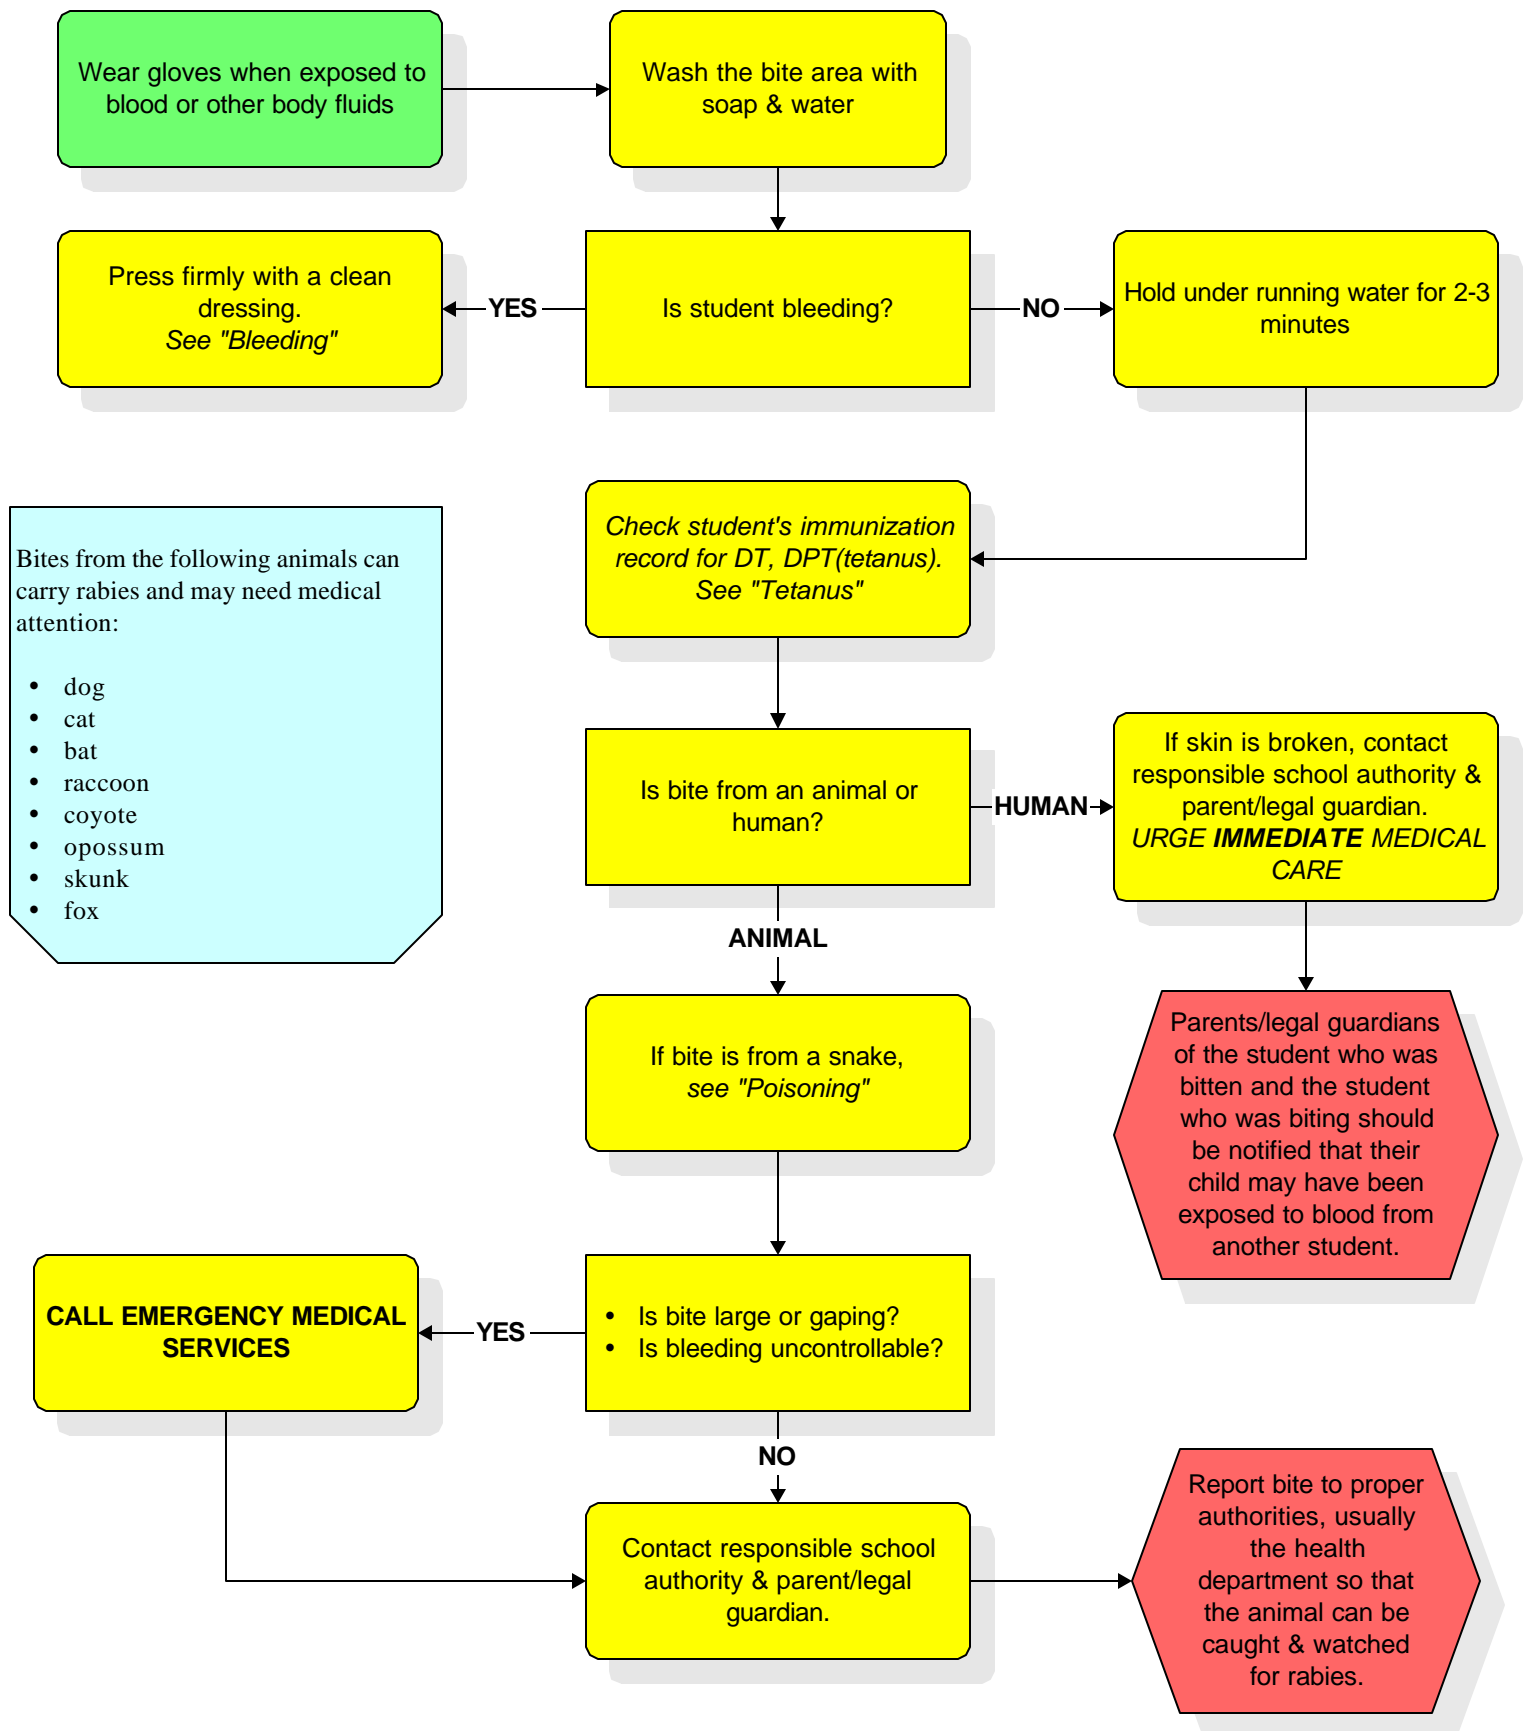 Wear gloves when exposed to
blood or other body fluids
Wash the bite area with
soap & water
Press firmly with a clean
dressing.
See "Bleeding"
YES
Is student bleeding?
NO
Hold under running water for 2-3
minutes
Check student's immunization
record for DT, DPT(tetanus).
See "Tetanus"
Bites from the following animals can
carry rabies and may need medical
attention:
• dog
• cat
• bat
• raccoon
• coyote
• opossum
• skunk
• fox
Is bite from an animal or
human?
HUMAN
If skin is broken, contact
responsible school authority &
parent/legal guardian.
URGE IMMEDIATE MEDICAL
CARE
ANIMAL
If bite is from a snake,
see "Poisoning"
Parents/legal guardians
of the student who was
bitten and the student
who was biting should
be notified that their
child may have been
exposed to blood from
another student.
CALL EMERGENCY MEDICAL
SERVICES
YES
• Is bite large or gaping?
• Is bleeding uncontrollable?
NO
Contact responsible school
authority & parent/legal
guardian.
Report bite to proper
authorities, usually
the health
department so that
the animal can be
caught & watched
for rabies.